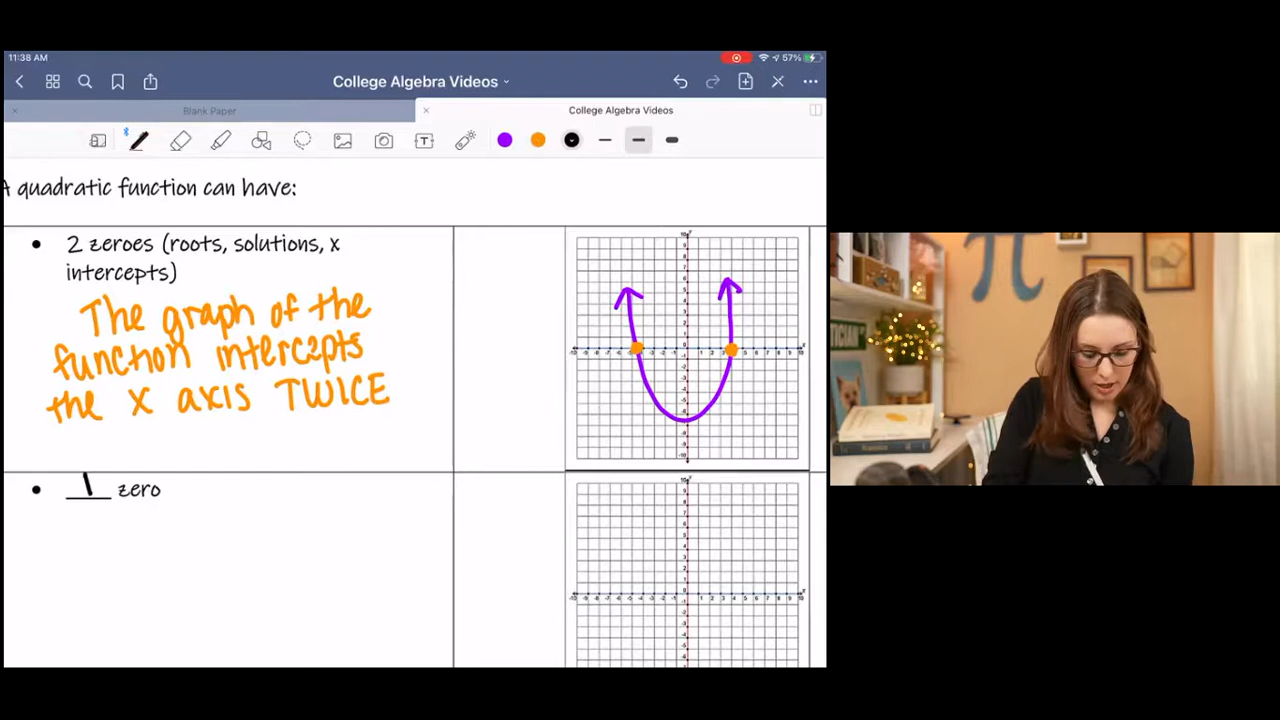 11:38 AM
57%
College Algebra Videos
Blank Paper
College Algebra Videos
A quadratic function can have:
• 2 zeroes (roots, solutions, x
intercepts)
The graph of the
function intercepts
the x axis TWICE
• 1 zero
TICIAN